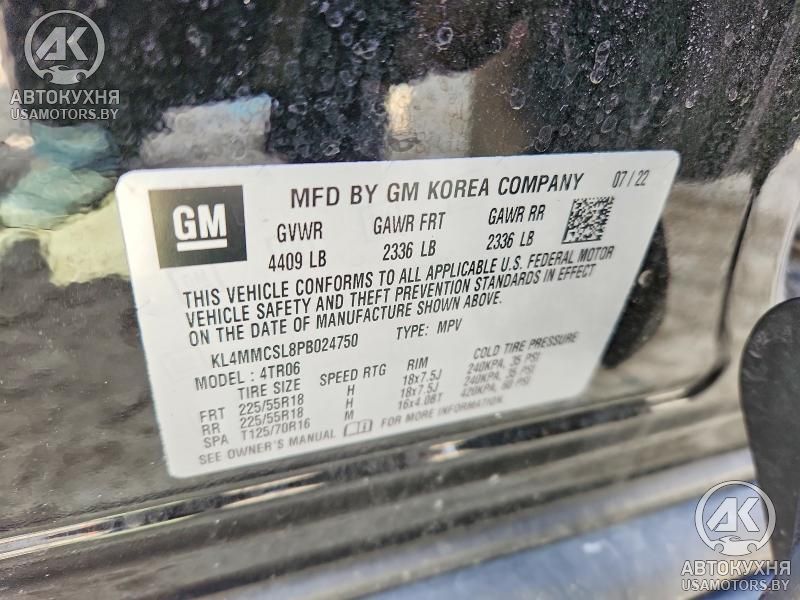 AK
АВТОКУХНЯ
USAMOTORS.BY
GM
MFD BY GM KOREA COMPANY 07/22
GVWR GAWR FRT GAWR RR
4409 LB 2336 LB 2336 LB
THIS VEHICLE CONFORMS TO ALL APPLICABLE U.S. FEDERAL MOTOR
VEHICLE SAFETY AND THEFT PREVENTION STANDARDS IN EFFECT
ON THE DATE OF MANUFACTURE SHOWN ABOVE.
KL4MMCSL8PB024750 TYPE: MPV
MODEL: 4TR06
TIRE SIZE SPEED RTG RIM COLD TIRE PRESSURE
FRT 225/55R18 H 18x7.5J 240KPA, 35 PSI
RR 225/55R18 H 18x7.5J 240KPA, 35 PSI
SPA T125/70R16 M 16x4.0BT 420KPA, 60 PSI
SEE OWNER'S MANUAL FOR MORE INFORMATION.
AK
АВТОКУХНЯ
USAMOTORS.BY